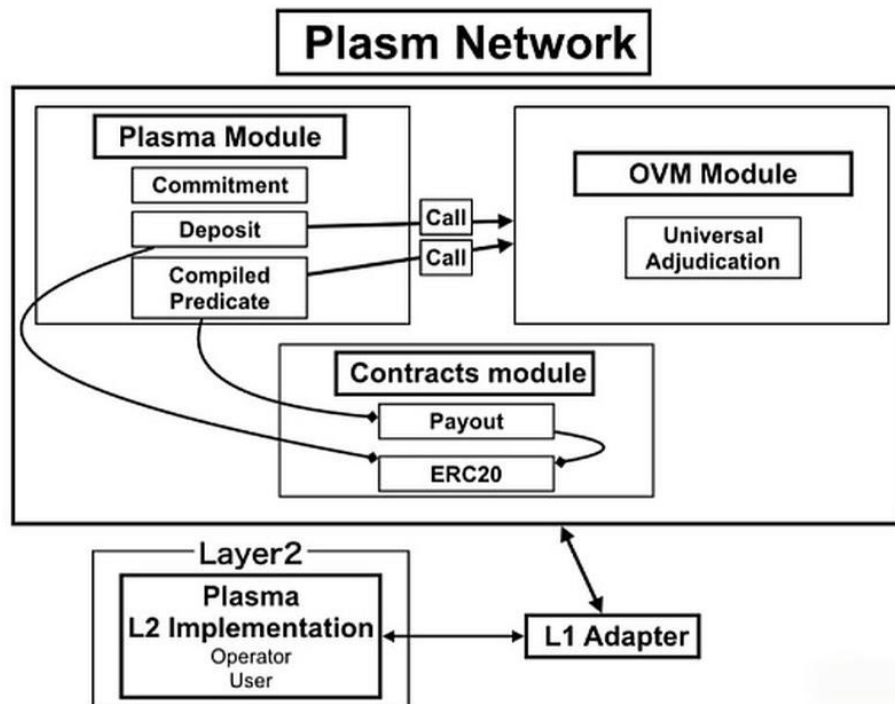 Plasm Network
Plasma Module
Commitment
Deposit
Compiled
Predicate
Call
Call
OVM Module
Universal
Adjudication
Contracts module
Payout
ERC20
Layer2
Plasma
L2 Implementation
Operator
User
L1 Adapter